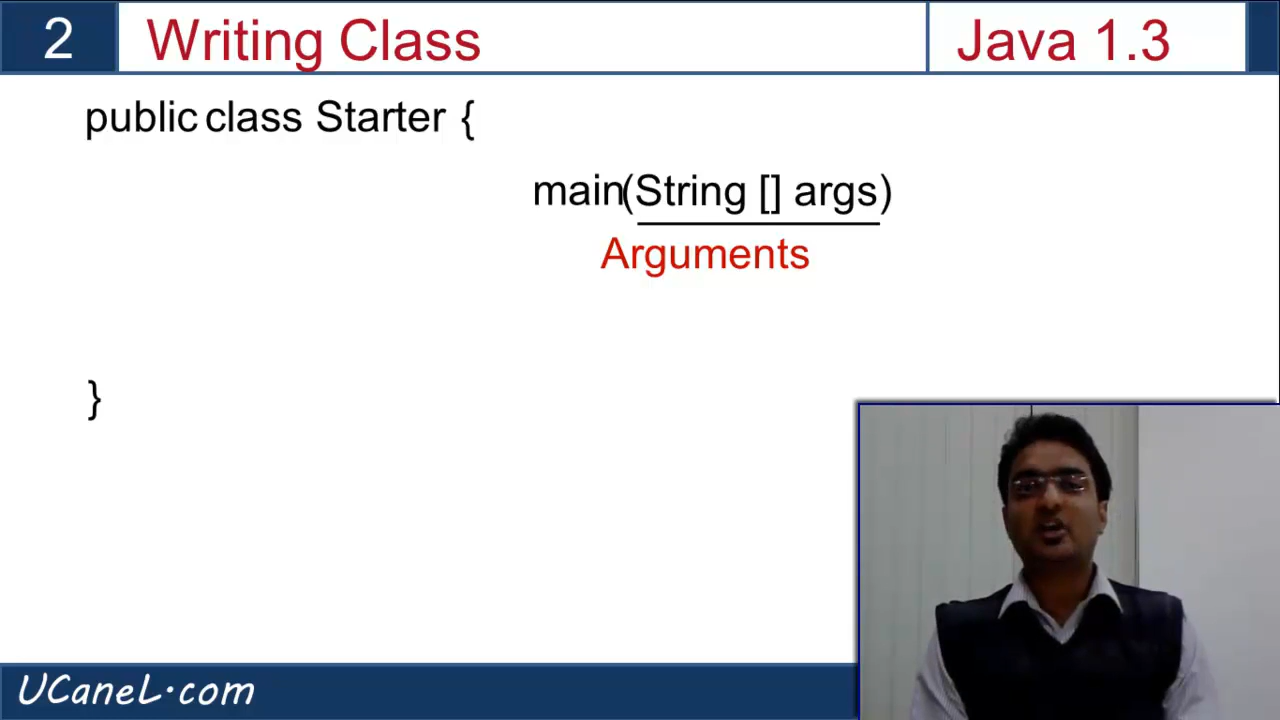 2 Writing Class Java 1.3
public class Starter {
main(String [] args)
Arguments
}
UCaneL.com